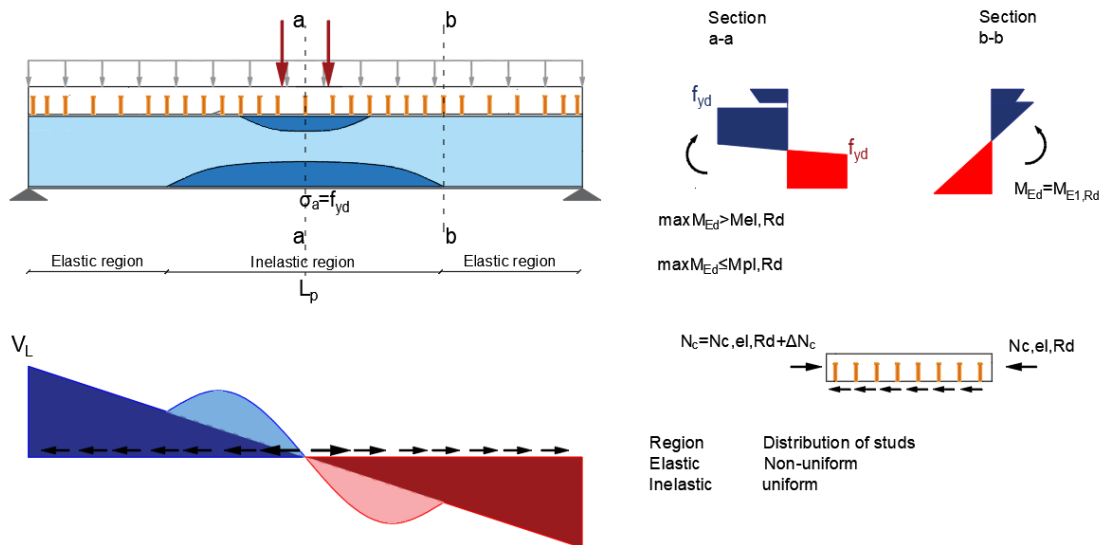 a
b
Section
a-a
Section
b-b
fyd
fyd
σa=fyd
MEd=ME1,Rd
maxMEd>Mel,Rd
maxMEd≤Mpl,Rd
a
b
Elastic region
Inelastic region
Elastic region
Lp
VL
Nc=Nc,el,Rd+ΔNc
Nc,el,Rd
Region Distribution of studs
Elastic Non-uniform
Inelastic uniform